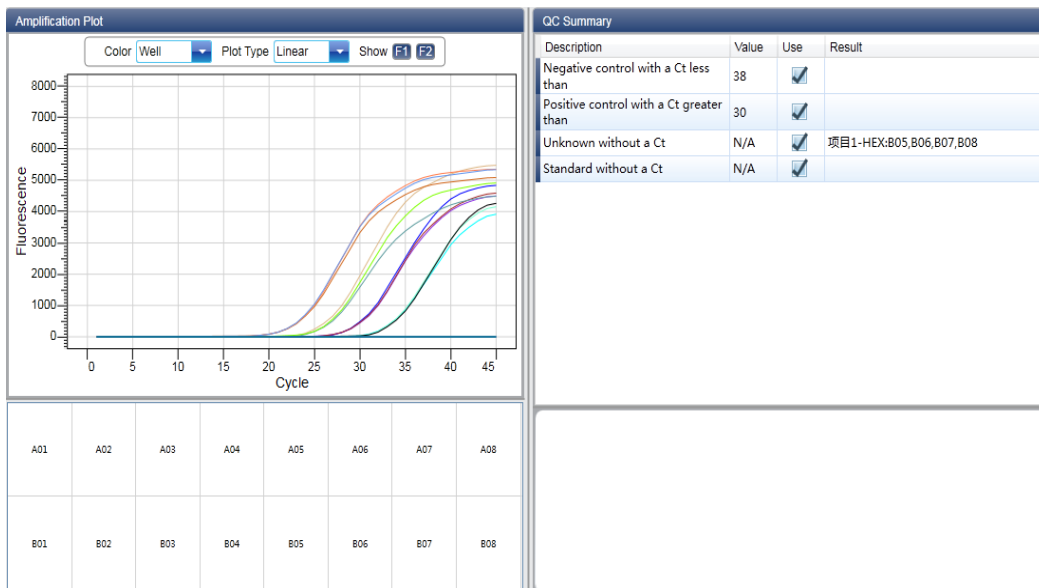 Amplification Plot
Color Well Plot Type Linear Show F1 F2
8000
7000
6000
5000
4000
3000
2000
1000
0
Fluorescence
0 5 10 15 20 25 30 35 40 45
Cycle
A01 A02 A03 A04 A05 A06 A07 A08
B01 B02 B03 B04 B05 B06 B07 B08
QC Summary
Description Value Use Result
Negative control with a Ct less
than
38
Positive control with a Ct greater
than
30
Unknown without a Ct N/A 项目1-HEX:B05,B06,B07,B08
Standard without a Ct N/A